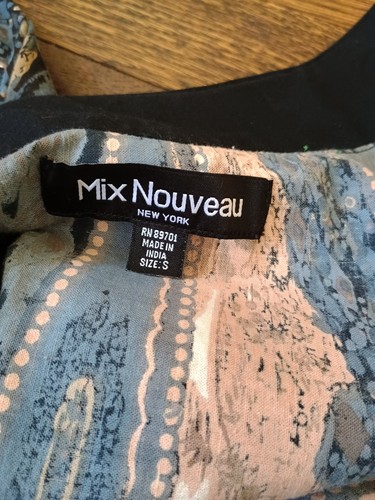 Mix Nouveau
NEW YORK
RN 89701
MADE IN
INDIA
SIZE: S